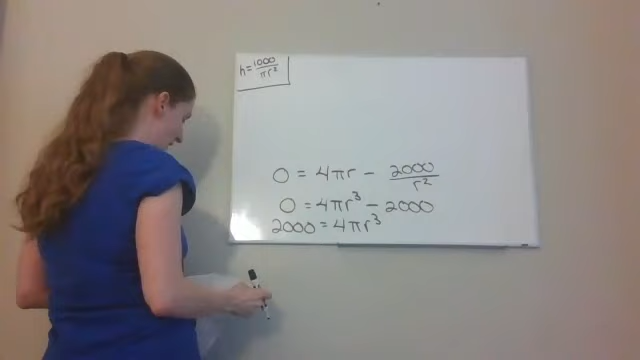 h = 1000/πr²
0 = 4πr − 2000/r²
0 = 4πr³ − 2000
2000 = 4πr³